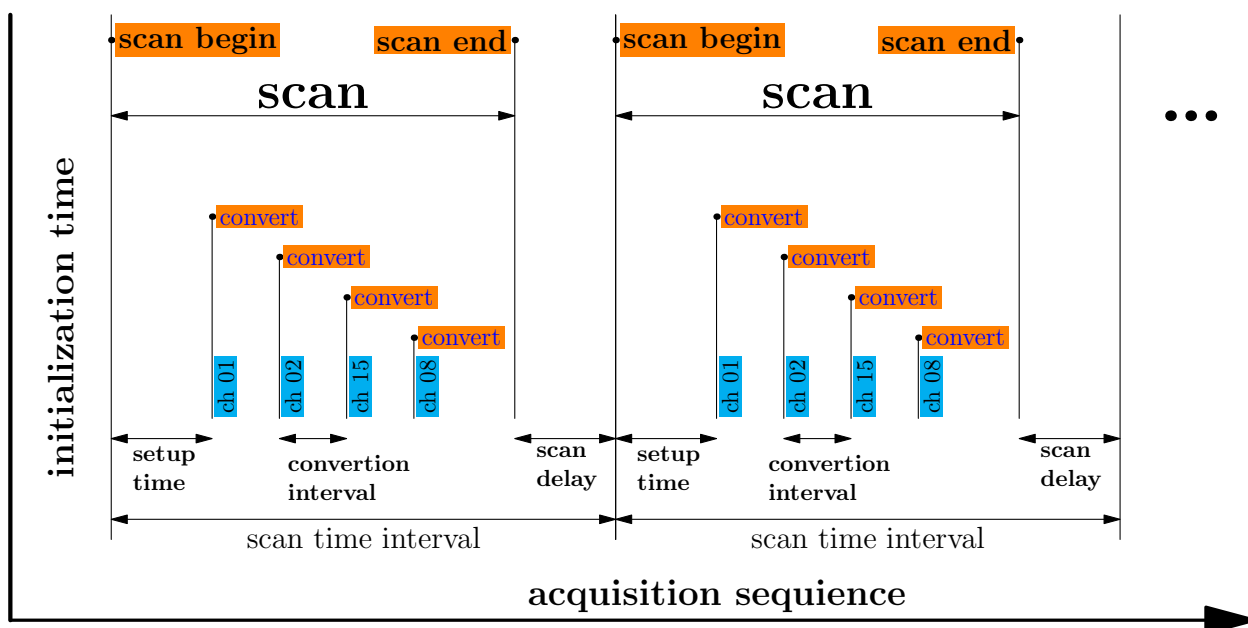 scan begin
scan end
scan begin
scan end
scan
scan
...
initialization time
convert
convert
convert
convert
convert
convert
convert
convert
ch 01
ch 02
ch 15
ch 08
ch 01
ch 02
ch 15
ch 08
setup
time
convertion
interval
scan
delay
setup
time
convertion
interval
scan
delay
scan time interval
scan time interval
acquisition sequience